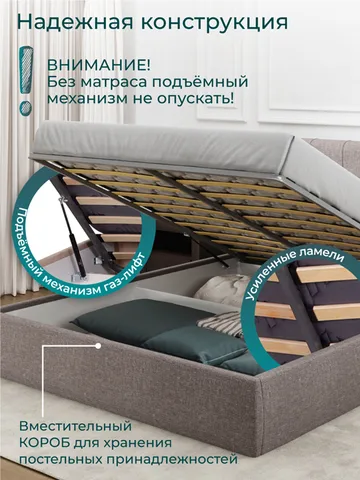 Надежная конструкция
ВНИМАНИЕ!
Без матраса подъёмный
механизм не опускать!
Подъёмный механизм газ-лифт
Усиленные ламели
Вместительный
КОРОБ для хранения
постельных принадлежностей